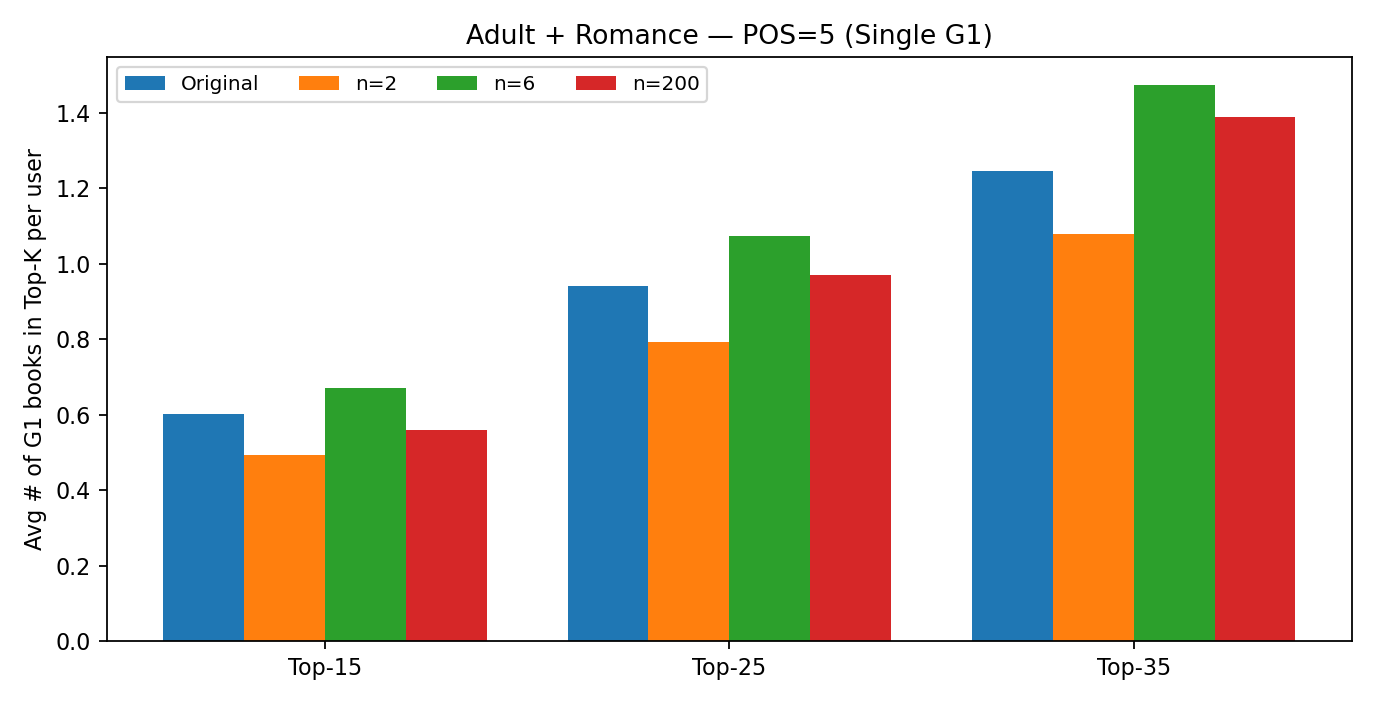 Adult + Romance — POS=5 (Single G1)
Original n=2 n=6 n=200
Avg # of G1 books in Top-K per user
1.4
1.2
1.0
0.8
0.6
0.4
0.2
0.0
Top-15 Top-25 Top-35